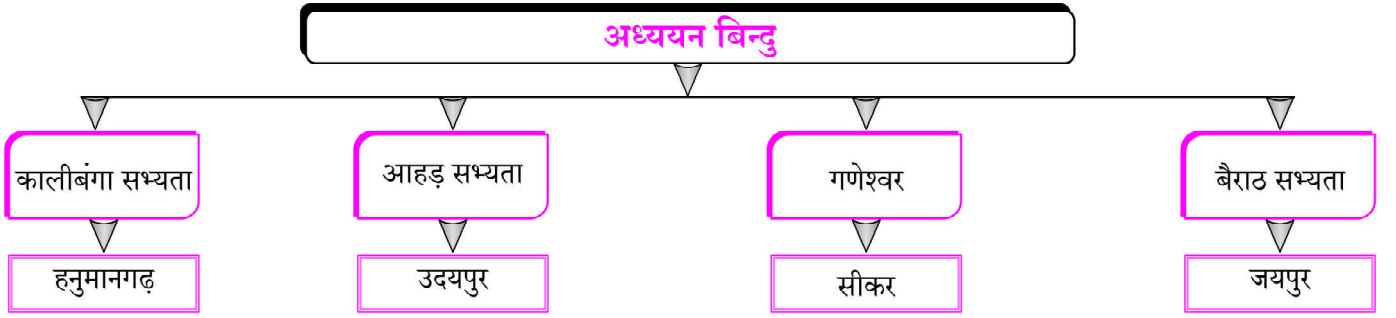 अध्ययन बिन्दु
कालीबंगा सभ्यता
आहड़ सभ्यता
गणेश्वर
बैराठ सभ्यता
हनुमानगढ़
उदयपुर
सीकर
जयपुर